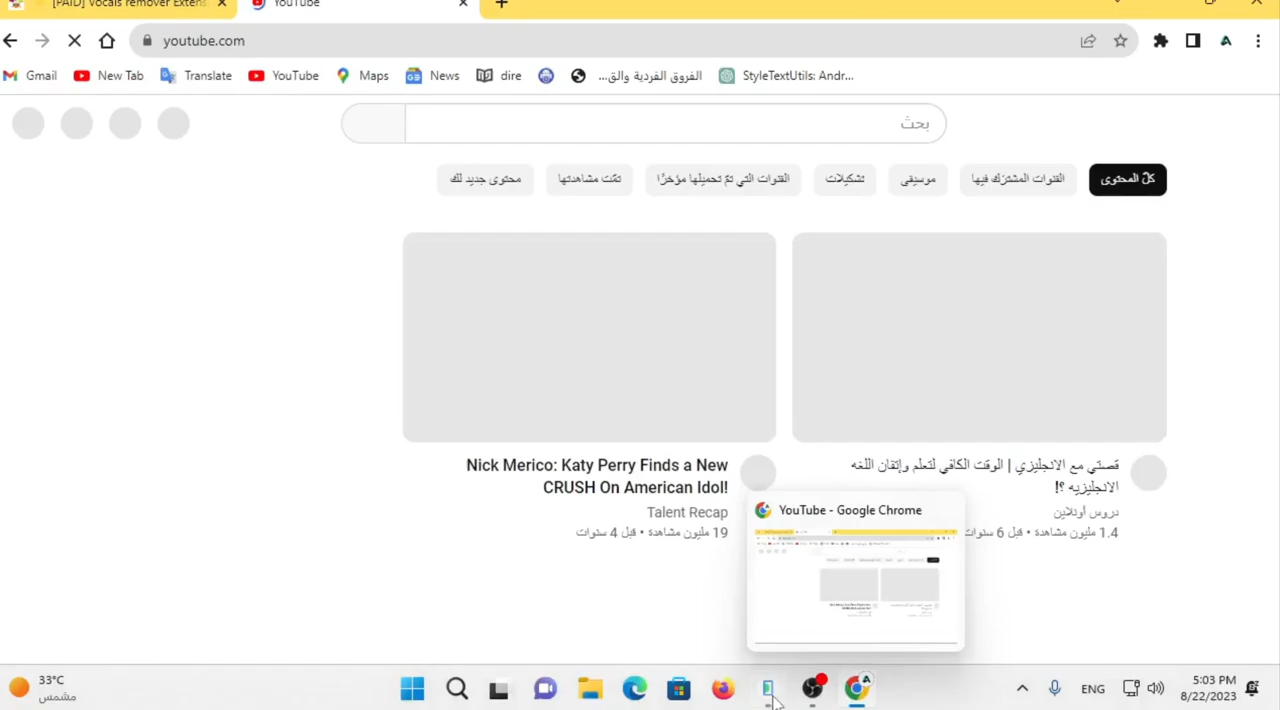 [PAID] Vocals remover Extens
YouTube
youtube.com
Gmail
New Tab
Translate
YouTube
Maps
News
dire
الفروق الفردية والق...
StyleTextUtils: Andr...
بحث
كلّ المحتوى
القنوات المشترَك فيها
موسيقى
تشكيلات
القنوات التي تمّ تحميلها مؤخرًا
تمّت مشاهدتها
محتوى جديد لك
قصتي مع الانجليزي | الوقت الكافي لتعلم وإتقان اللغه
الانجليزيه ؟!
دروس أونلاين
1.4 مليون مشاهدة • قبل 6 سنوات
Nick Merico: Katy Perry Finds a New
CRUSH On American Idol!
Talent Recap
19 مليون مشاهدة • قبل 4 سنوات
YouTube - Google Chrome
33°C
مشمس
ENG
5:03 PM
8/22/2023